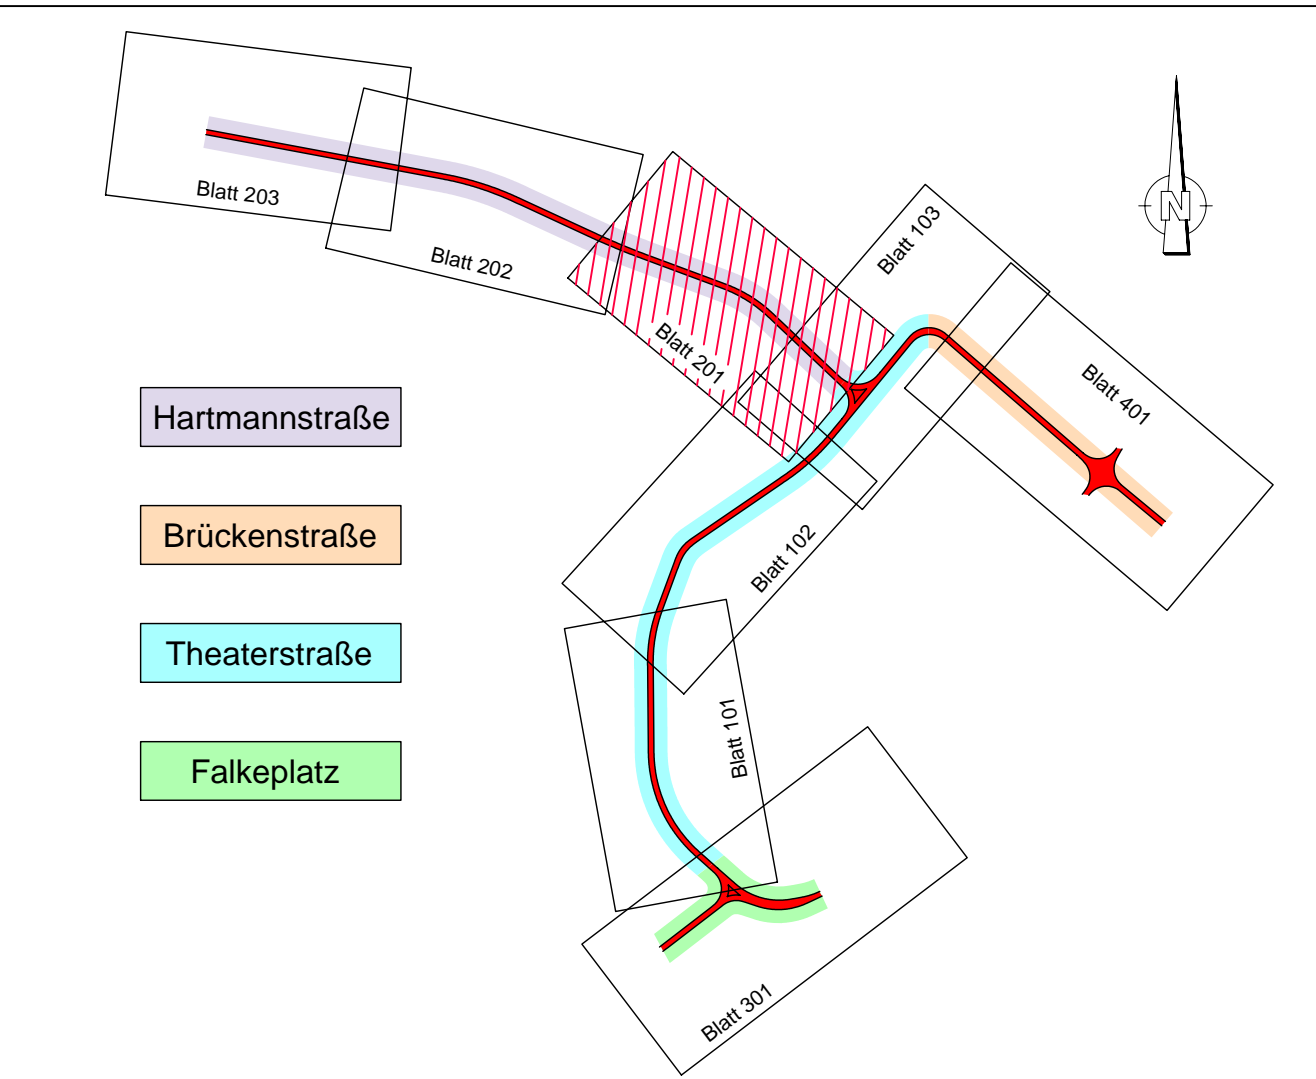 Blatt 203
Blatt 202
Blatt 103
N
Blatt 201
Blatt 401
Hartmannstraße
Brückenstraße
Blatt 102
Theaterstraße
Blatt 101
Falkeplatz
Blatt 301